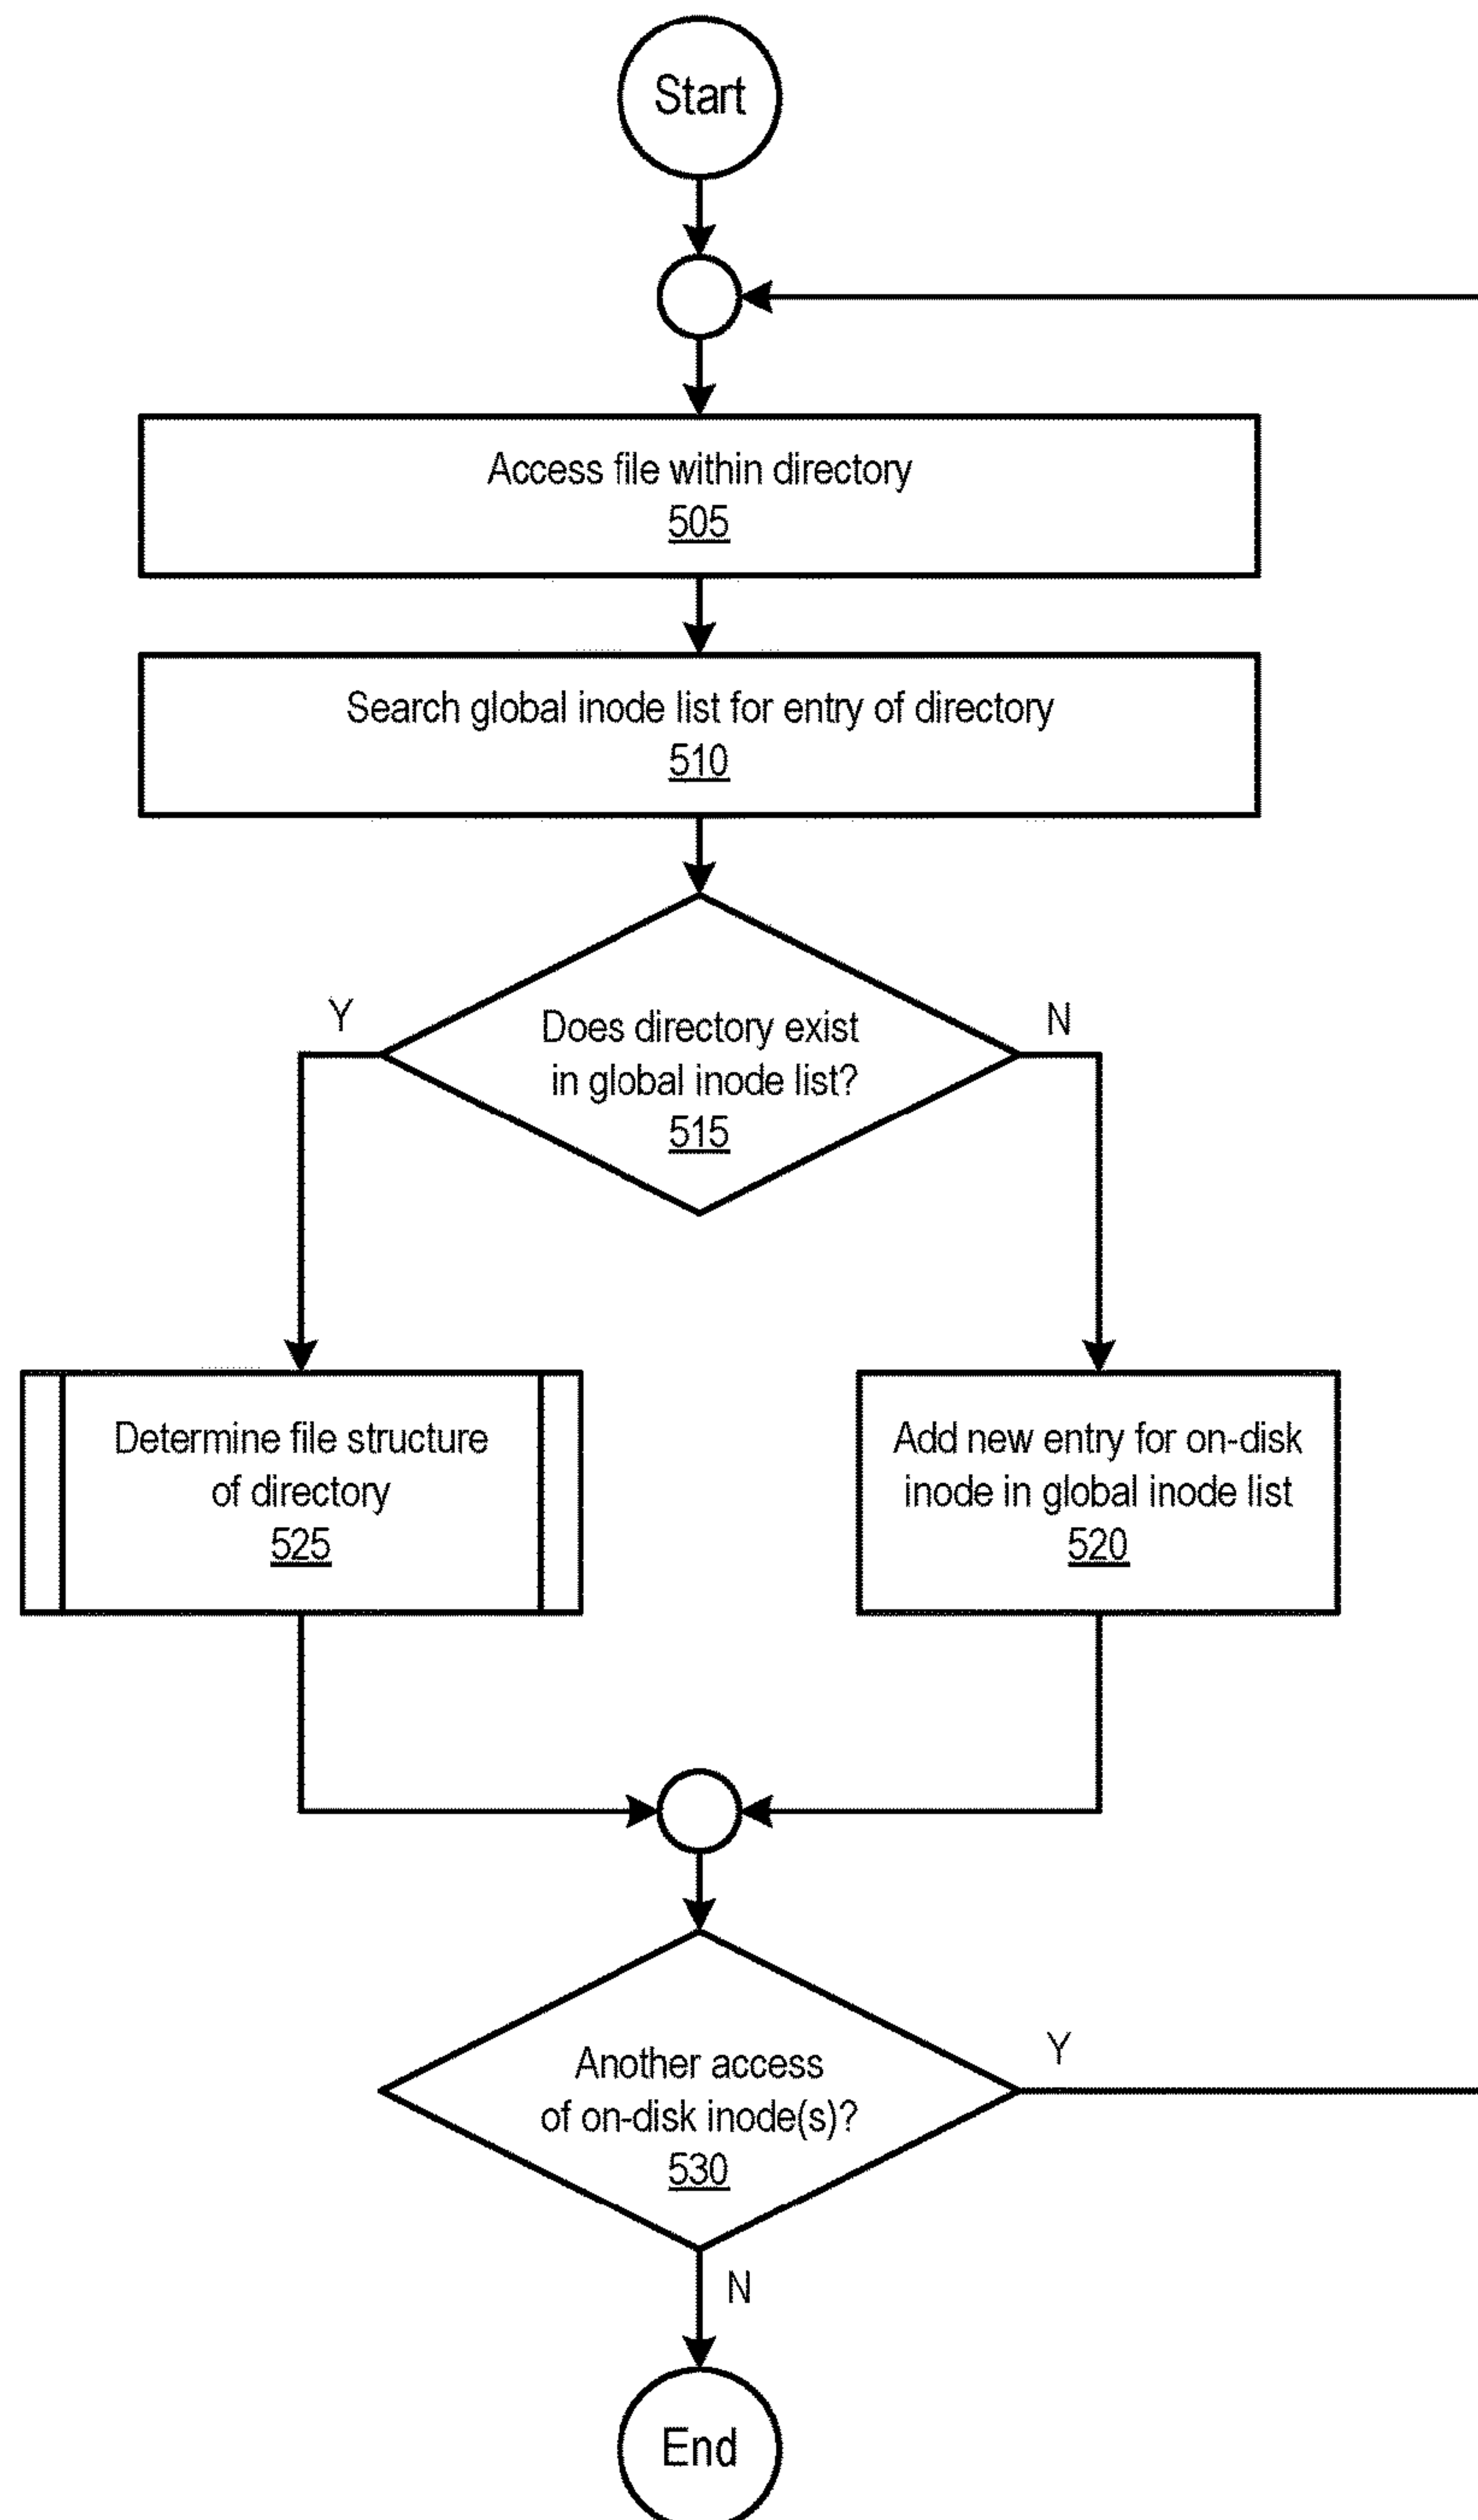 Start
Access file within directory
505
Search global inode list for entry of directory
510
Y
N
Does directory exist
in global inode list?
515
Determine file structure
of directory
525
Add new entry for on-disk
inode in global inode list
520
Another access
of on-disk inode(s)?
530
Y
N
End